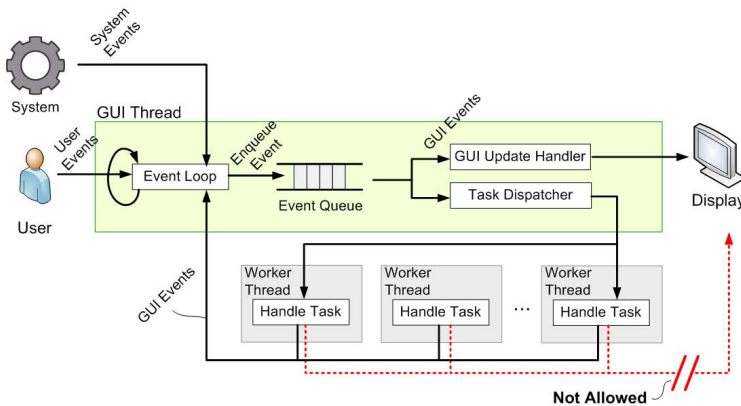 System
Events
System
GUI Thread
User
Events
Enqueue
Event
GUI Events
GUI Update Handler
Event Loop
Task Dispatcher
Event Queue
Display
User
GUI Events
Worker
Thread
Handle Task
Worker
Thread
Handle Task
...
Worker
Thread
Handle Task
Not Allowed